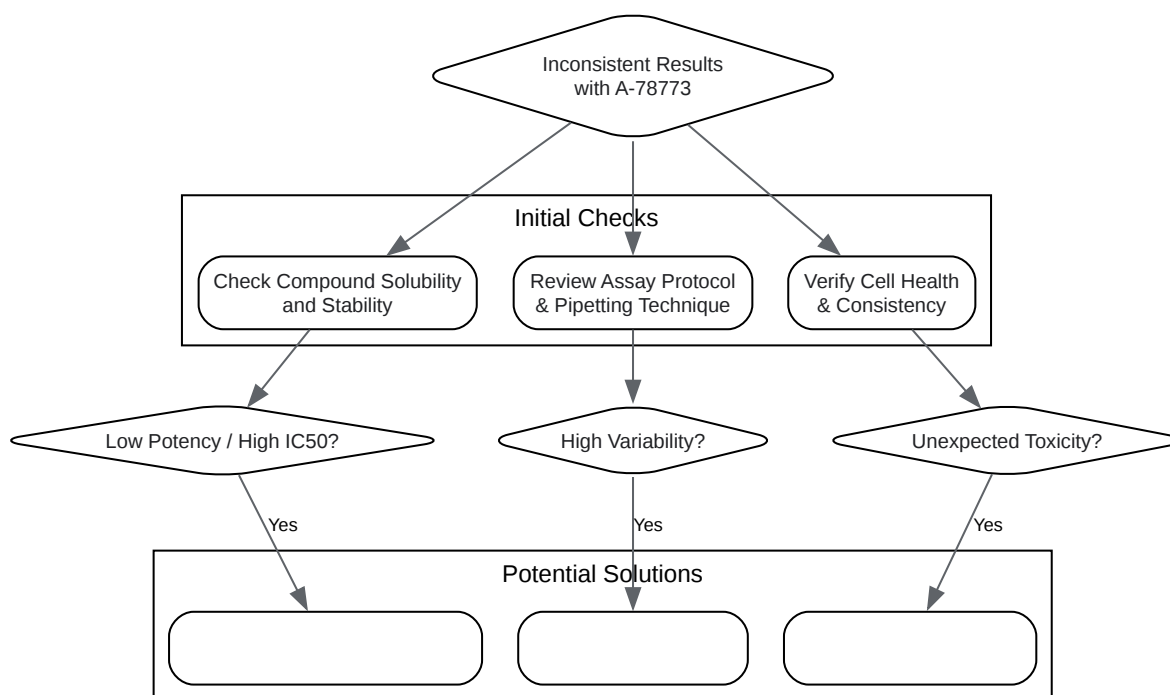 Inconsistent Results
with A-78773
Initial Checks
Check Compound Solubility
and Stability
Review Assay Protocol
& Pipetting Technique
Verify Cell Health
& Consistency
Low Potency / High IC50?
High Variability?
Unexpected Toxicity?
Yes
Yes
Yes
Potential Solutions